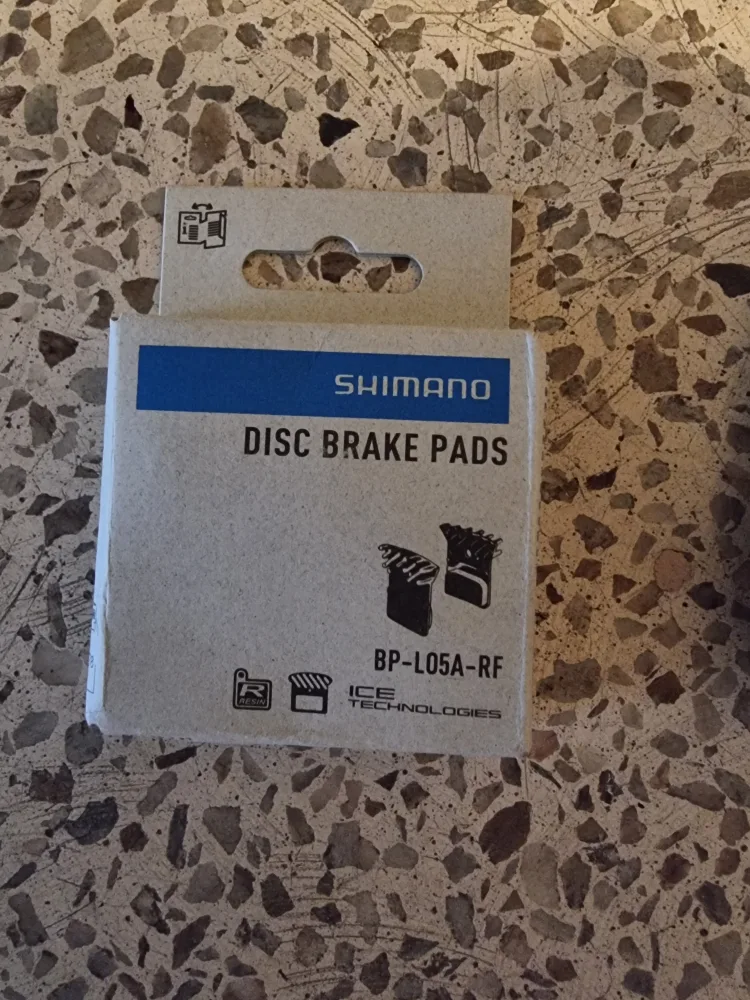 SHIMANO
DISC BRAKE PADS
BP-L05A-RF
R
RESIN
ICE
TECHNOLOGIES